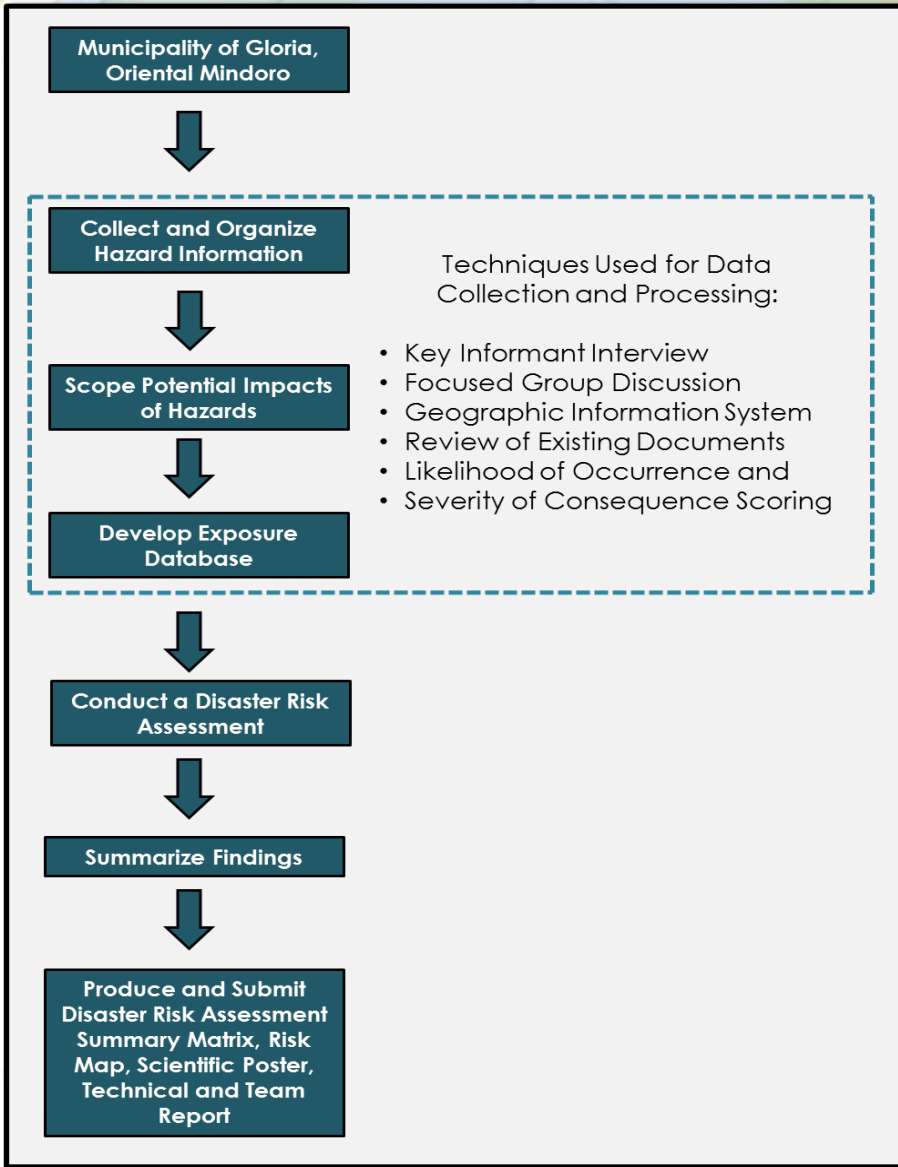 Municipality of Gloria,
Oriental Mindoro
Collect and Organize
Hazard Information
Scope Potential Impacts
of Hazards
Develop Exposure
Database
Techniques Used for Data
Collection and Processing:
• Key Informant Interview
• Focused Group Discussion
• Geographic Information System
• Review of Existing Documents
• Likelihood of Occurrence and
• Severity of Consequence Scoring
Conduct a Disaster Risk
Assessment
Summarize Findings
Produce and Submit
Disaster Risk Assessment
Summary Matrix, Risk
Map, Scientific Poster,
Technical and Team
Report